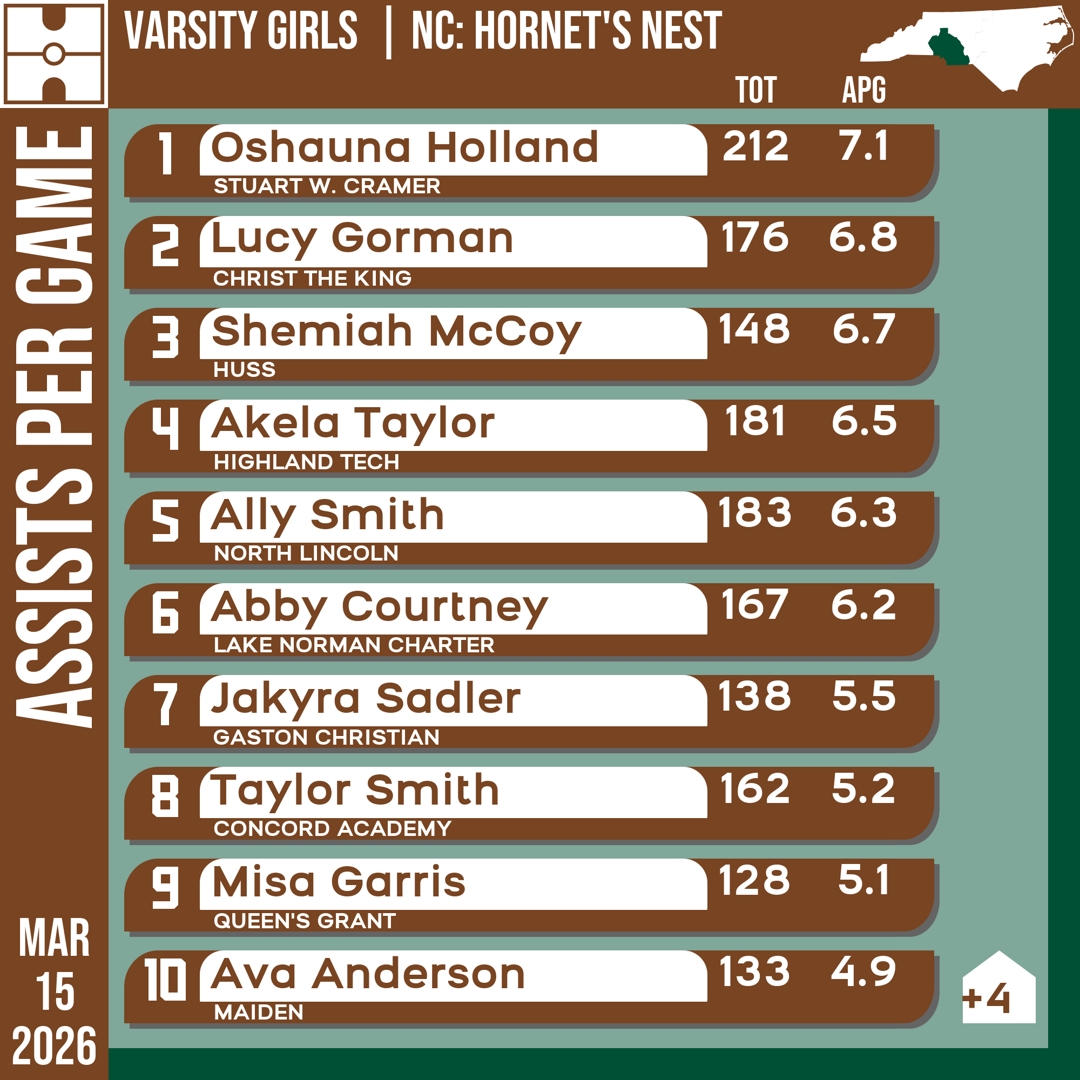 VARSITY GIRLS | NC: HORNET'S NEST
TOT APG
ASSISTS PER GAME
1 Oshauna Holland 212 7.1
STUART W. CRAMER
2 Lucy Gorman 176 6.8
CHRIST THE KING
3 Shemiah McCoy 148 6.7
HUSS
4 Akela Taylor 181 6.5
HIGHLAND TECH
5 Ally Smith 183 6.3
NORTH LINCOLN
6 Abby Courtney 167 6.2
LAKE NORMAN CHARTER
7 Jakyra Sadler 138 5.5
GASTON CHRISTIAN
8 Taylor Smith 162 5.2
CONCORD ACADEMY
9 Misa Garris 128 5.1
QUEEN'S GRANT
10 Ava Anderson 133 4.9
MAIDEN
+4
MAR
15
2026